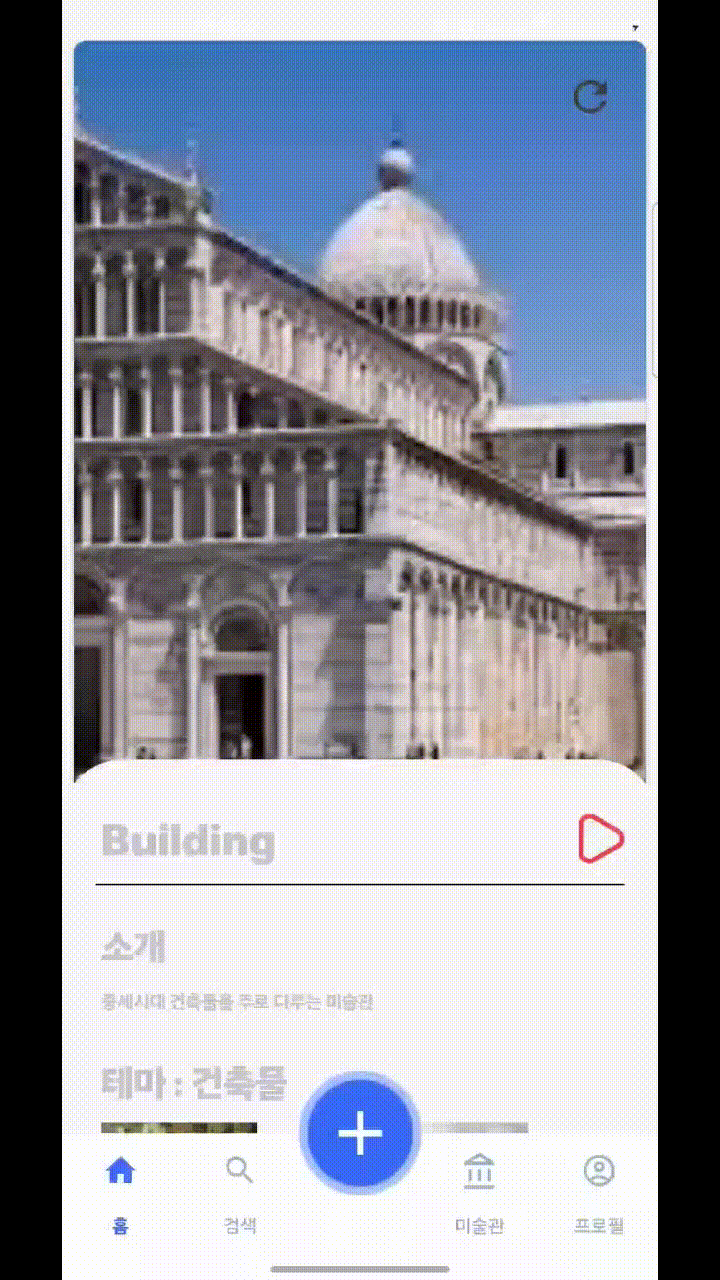 Building
소개
중세시대 건축물을 주로 다루는 미술관
테마 : 건축물
홈
검색
미술관
프로필